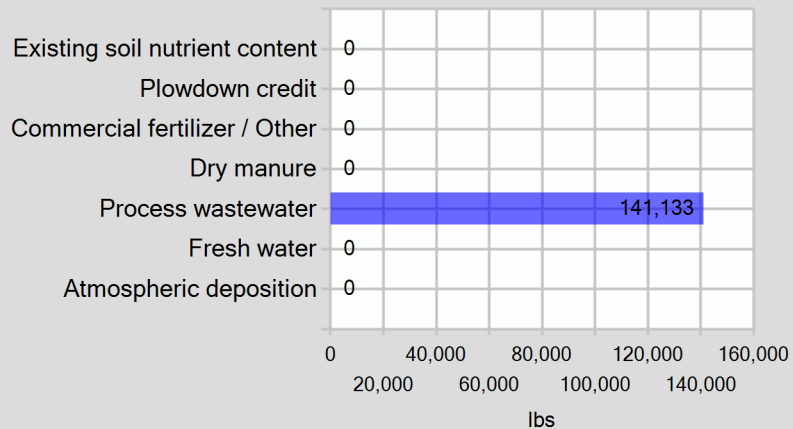 Existing soil nutrient content 0
Plowdown credit 0
Commercial fertilizer / Other 0
Dry manure 0
Process wastewater 141,133
Fresh water 0
Atmospheric deposition 0
0 40,000 80,000 120,000 160,000
20,000 60,000 100,000 140,000
lbs